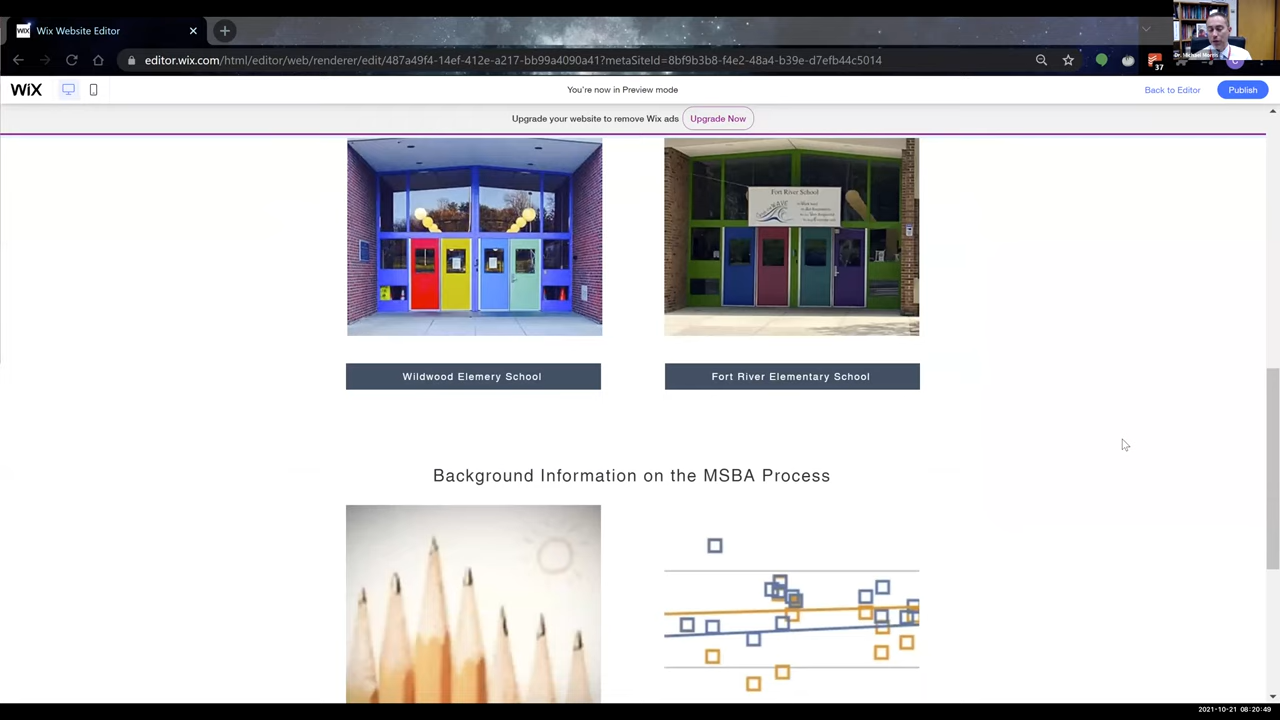 Wix Website Editor
editor.wix.com/html/editor/web/renderer/edit/487a49f4-14ef-412e-a217-bb99a4090a41?metaSiteId=8bf9b3b8-f4e2-48a4-b39e-d7efb44c5014
37
WiX
You're now in Preview mode
Back to Editor
Publish
Upgrade your website to remove Wix ads
Upgrade Now
Fort River School
Wildwood Elemery School
Fort River Elementary School
Background Information on the MSBA Process
2021-10-21 08:20:49